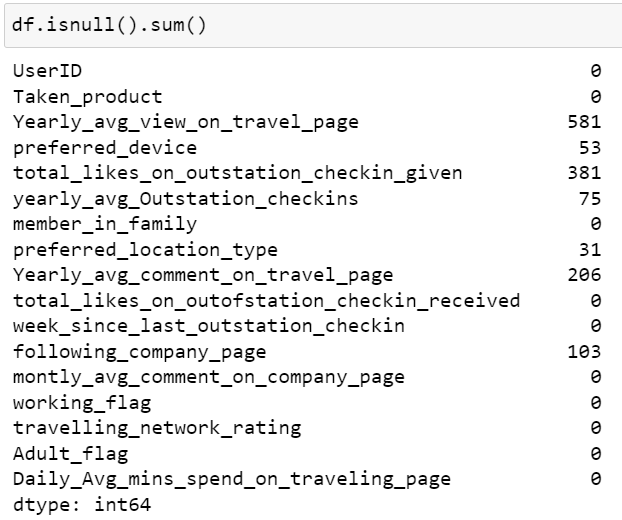 df.isnull().sum()
UserID 0
Taken_product 0
Yearly_avg_view_on_travel_page 581
preferred_device 53
total_likes_on_outstation_checkin_given 381
yearly_avg_Outstation_checkins 75
member_in_family 0
preferred_location_type 31
Yearly_avg_comment_on_travel_page 206
total_likes_on_outofstation_checkin_received 0
week_since_last_outstation_checkin 0
following_company_page 103
montly_avg_comment_on_company_page 0
working_flag 0
travelling_network_rating 0
Adult_flag 0
Daily_Avg_mins_spend_on_traveling_page 0
dtype: int64